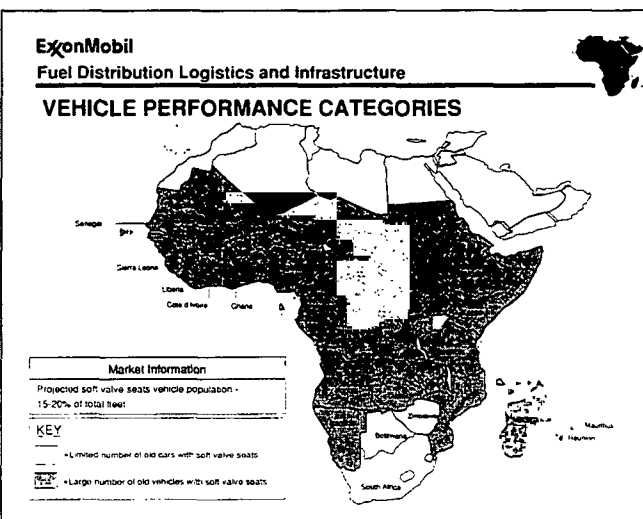 ExxonMobil
Fuel Distribution Logistics and Infrastructure
VEHICLE PERFORMANCE CATEGORIES
Senegal
Sierra Leone
Liberia
Cote d'Ivoire
Ghana
Zimbabwe
Botswana
South Africa
Mauritius
Reunion
Market Information
Projected soft valve seats vehicle population -
15-20% of total fleet
KEY
=Limited number of old cars with soft valve seats
=Large number of old vehicles with soft valve seats